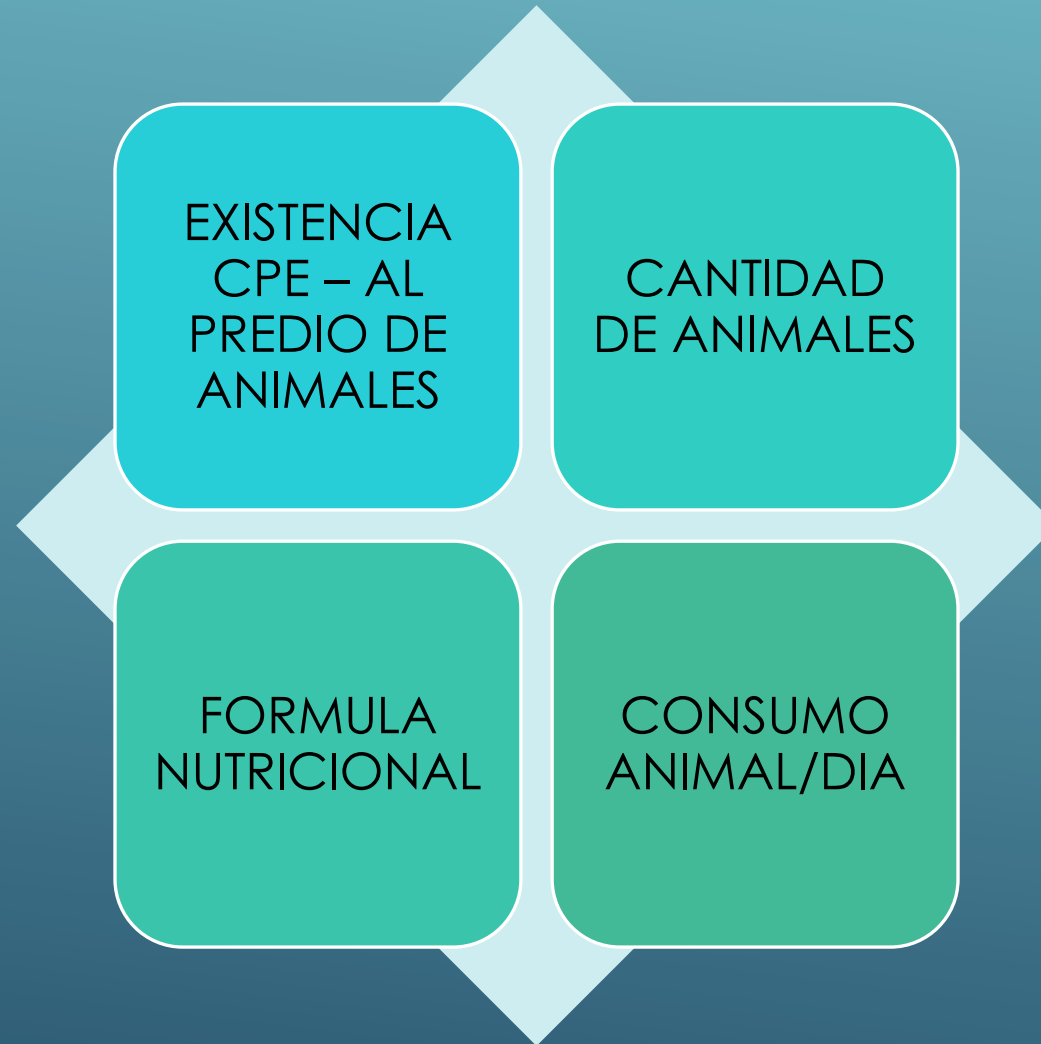 EXISTENCIA
CPE – AL
PREDIO DE
ANIMALES
CANTIDAD
DE ANIMALES
FORMULA
NUTRICIONAL
CONSUMO
ANIMAL/DIA